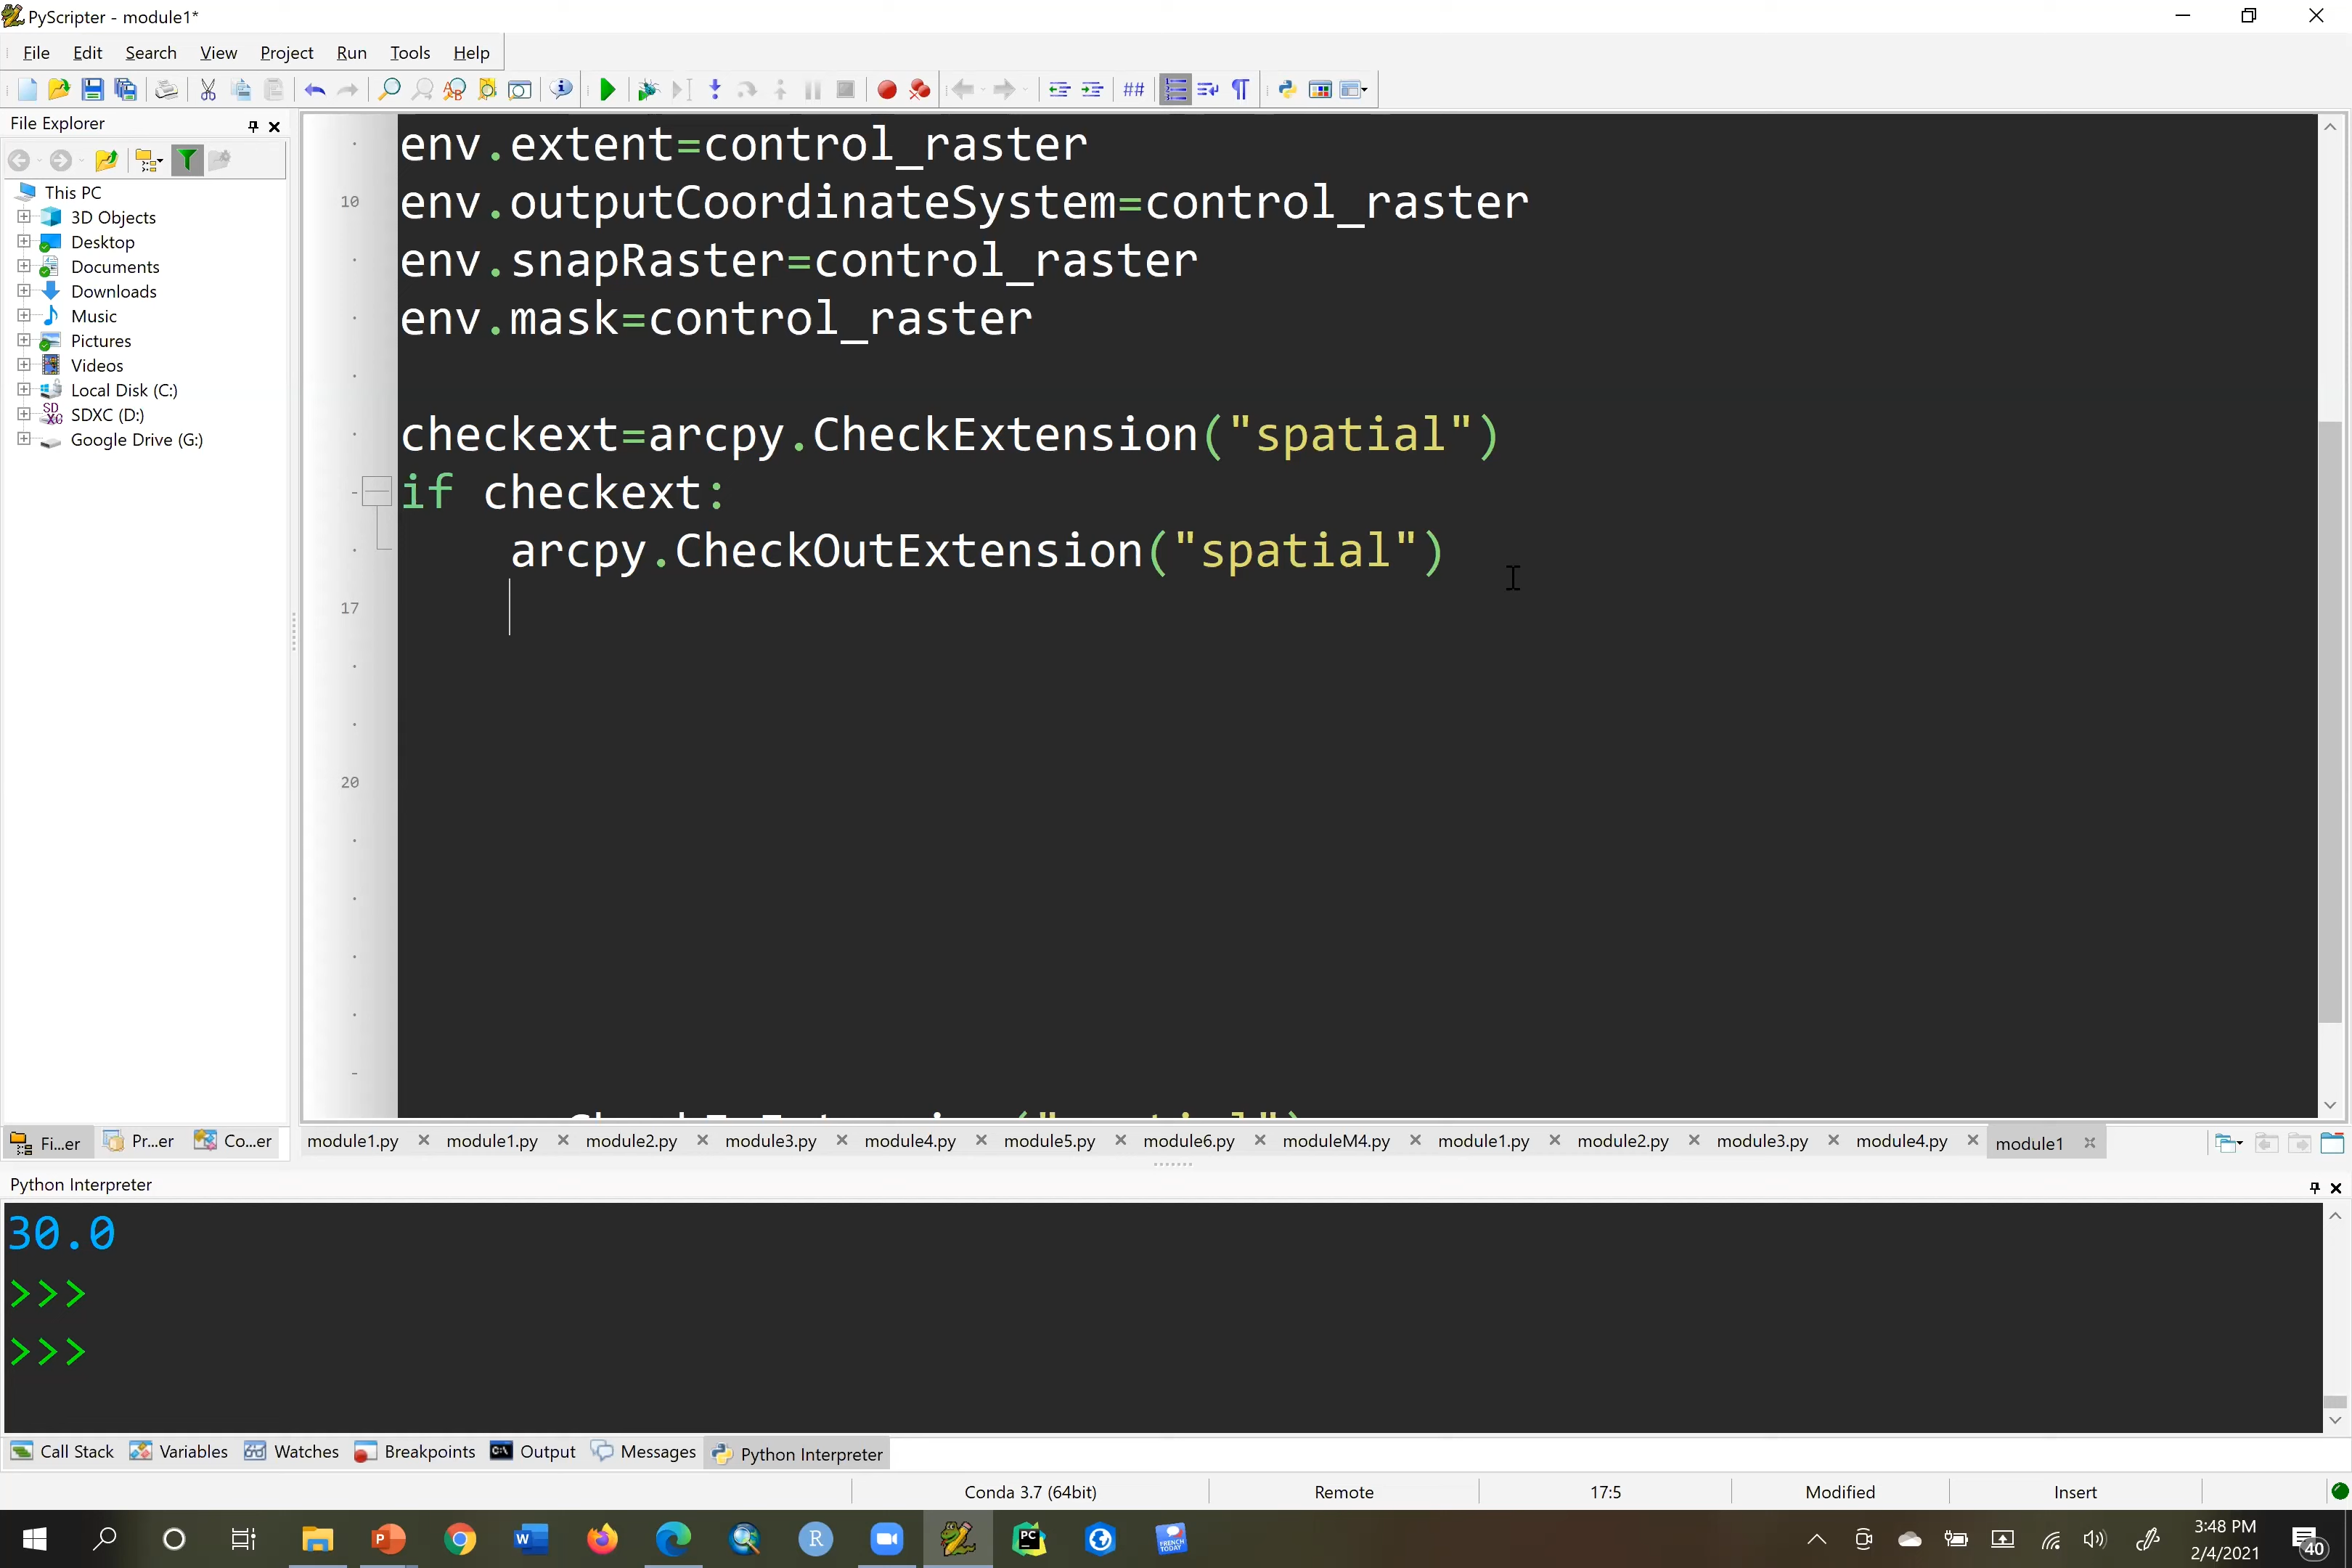 PyScripter - module1*
File Edit Search View Project Run Tools Help
File Explorer
This PC
3D Objects
Desktop
Documents
Downloads
Music
Pictures
Videos
Local Disk (C:)
SDXC (D:)
Google Drive (G:)
Fi...er Pr...er Co...er
env.extent=control_raster
10 env.outputCoordinateSystem=control_raster
env.snapRaster=control_raster
env.mask=control_raster
checkext=arcpy.CheckExtension("spatial")
if checkext:
arcpy.CheckOutExtension("spatial")
17
20
module1.py module1.py module2.py module3.py module4.py module5.py module6.py moduleM4.py module1.py module2.py module3.py module4.py module1
Python Interpreter
30.0
>>>
>>>
Call Stack Variables Watches Breakpoints Output Messages Python Interpreter
Conda 3.7 (64bit) Remote 17:5 Modified Insert
3:48 PM
2/4/2021
40